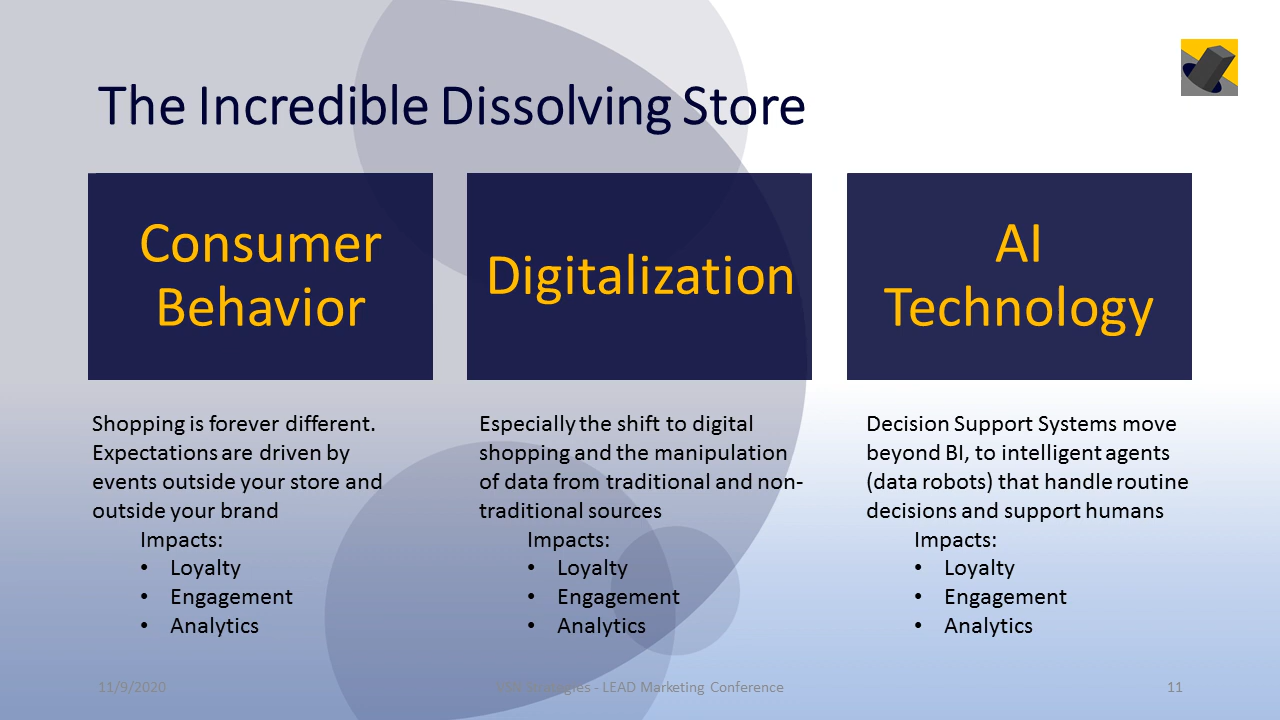 The Incredible Dissolving Store
Consumer
Behavior
Digitalization
AI
Technology
Shopping is forever different.
Expectations are driven by
events outside your store and
outside your brand
Impacts:
• Loyalty
• Engagement
• Analytics
Especially the shift to digital
shopping and the manipulation
of data from traditional and non-
traditional sources
Impacts:
• Loyalty
• Engagement
• Analytics
Decision Support Systems move
beyond BI, to intelligent agents
(data robots) that handle routine
decisions and support humans
Impacts:
• Loyalty
• Engagement
• Analytics
11/9/2020
Strategies - LEAD Marketing Conference
11